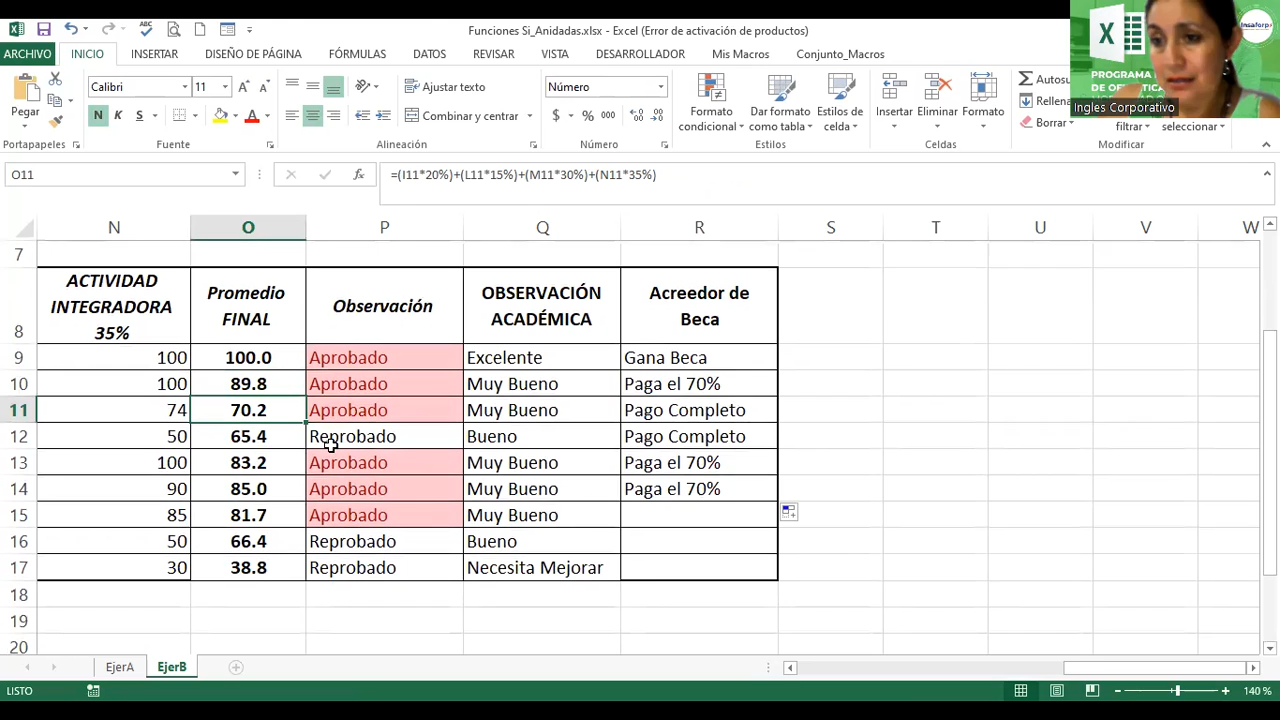 Funciones Si_Anidadas.xlsx - Excel (Error de activación de productos)
ARCHIVO INICIO INSERTAR DISEÑO DE PÁGINA FÓRMULAS DATOS REVISAR VISTA DESARROLLADOR Mis Macros Conjunto_Macros
Pegar
Calibri 11
N K S
Ajustar texto
Combinar y centrar
Número
$ % 000
Formato condicional
Dar formato como tabla
Estilos de celda
Insertar
Eliminar
Formato
Borrar
filtrar seleccionar
Portapapeles Fuente Alineación Número Estilos Celdas Modificar
Ingles Corporativo
O11 fx =(I11*20%)+(L11*15%)+(M11*30%)+(N11*35%)
N O P Q R S T U V W
7
8 ACTIVIDAD INTEGRADORA 35% Promedio FINAL Observación OBSERVACIÓN ACADÉMICA Acreedor de Beca
9 100 100.0 Aprobado Excelente Gana Beca
10 100 89.8 Aprobado Muy Bueno Paga el 70%
11 74 70.2 Aprobado Muy Bueno Pago Completo
12 50 65.4 Reprobado Bueno Pago Completo
13 100 83.2 Aprobado Muy Bueno Paga el 70%
14 90 85.0 Aprobado Muy Bueno Paga el 70%
15 85 81.7 Aprobado Muy Bueno
16 50 66.4 Reprobado Bueno
17 30 38.8 Reprobado Necesita Mejorar
18
19
20
EjerA EjerB
LISTO 140 %